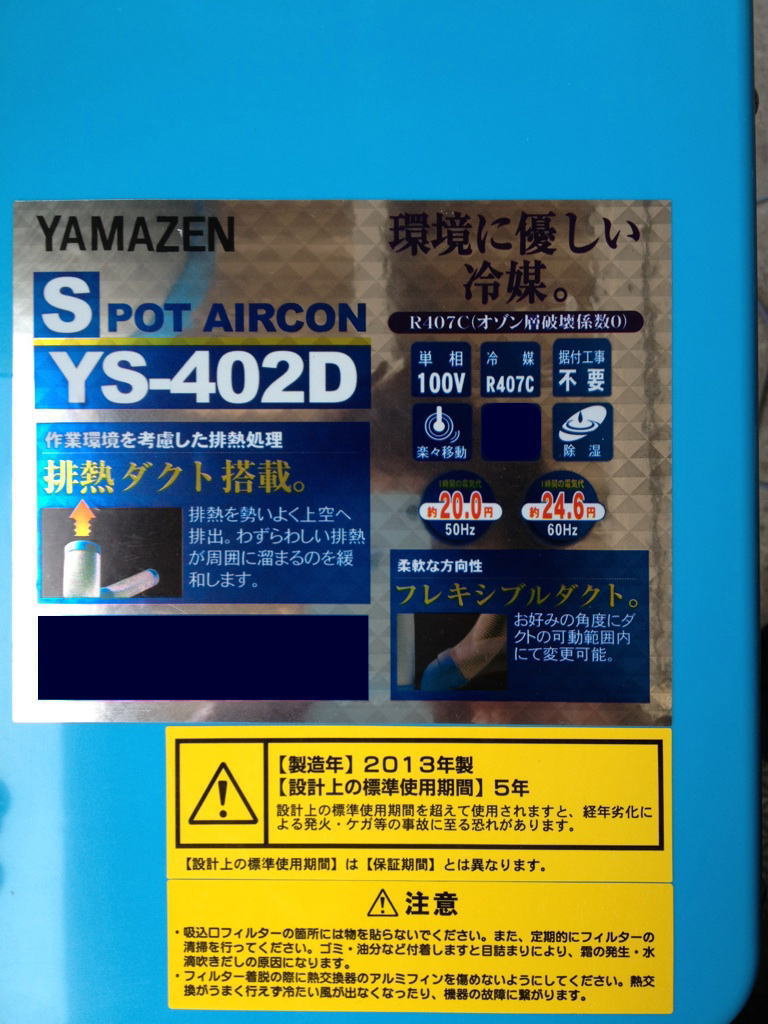 YAMAZEN
SPOT AIRCON
YS-402D
作業環境を考慮した排熱処理
排熱ダクト搭載。
排熱を勢いよく上空へ
排出。わずらわしい排熱
が周囲に溜まるのを緩
和します。
環境に優しい
冷媒。
R407C(オゾン層破壊係数0)
単相
100V
冷媒
R407C
据付工事
不要
楽々移動
除湿
1時間の電気代
約20.0円
50Hz
1時間の電気代
約24.6円
60Hz
柔軟な方向性
フレキシブルダクト。
お好みの角度にダ
クトの可動範囲内
にて変更可能。
【製造年】2013年製
【設計上の標準使用期間】5年
設計上の標準使用期間を超えて使用されますと、経年劣化に
よる発火・ケガ等の事故に至る恐れがあります。
【設計上の標準使用期間】は【保証期間】とは異なります。
注意
・吸込口フィルターの箇所には物を貼らないでください。また、定期的にフィルターの
清掃を行ってください。ゴミ・油分など付着しますと目詰まりにより、霜の発生・水
滴吹きだしの原因になります。
・フィルター着脱の際に熱交換器のアルミフィンを傷めないようにしてください。熱交
換がうまく行えず冷たい風が出なくなったり、機器の故障に繋がります。